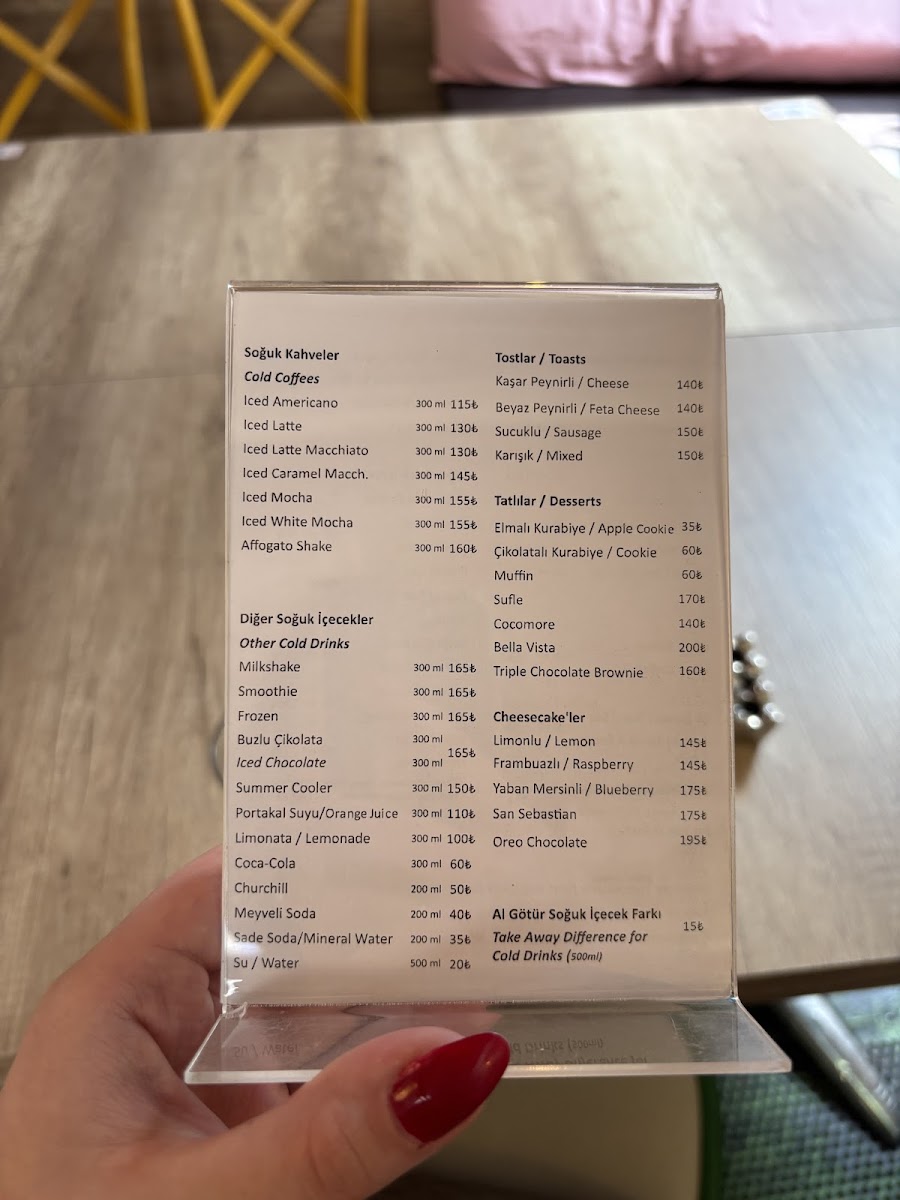 Soğuk Kahveler
Cold Coffees
Iced Americano 300 ml 115₺
Iced Latte 300 ml 130₺
Iced Latte Macchiato 300 ml 130₺
Iced Caramel Macch. 300 ml 145₺
Iced Mocha 300 ml 155₺
Iced White Mocha 300 ml 155₺
Affogato Shake 300 ml 160₺
Diğer Soğuk İçecekler
Other Cold Drinks
Milkshake 300 ml 165₺
Smoothie 300 ml 165₺
Frozen 300 ml 165₺
Buzlu Çikolata 300 ml
165₺
Iced Chocolate 300 ml
Summer Cooler 300 ml 150₺
Portakal Suyu/Orange Juice 300 ml 110₺
Limonata / Lemonade 300 ml 100₺
Coca-Cola 300 ml 60₺
Churchill 200 ml 50₺
Meyveli Soda 200 ml 40₺
Sade Soda/Mineral Water 200 ml 35₺
Su / Water 500 ml 20₺
Tostlar / Toasts
Kaşar Peynirli / Cheese 140₺
Beyaz Peynirli / Feta Cheese 140₺
Sucuklu / Sausage 150₺
Karışık / Mixed 150₺
Tatlılar / Desserts
Elmalı Kurabiye / Apple Cookie 35₺
Çikolatalı Kurabiye / Cookie 60₺
Muffin 60₺
Sufle 170₺
Cocomore 140₺
Bella Vista 200₺
Triple Chocolate Brownie 160₺
Cheesecake'ler
Limonlu / Lemon 145₺
Frambuazlı / Raspberry 145₺
Yaban Mersinli / Blueberry 175₺
San Sebastian 175₺
Oreo Chocolate 195₺
Al Götür Soğuk İçecek Farkı
15₺
Take Away Difference for
Cold Drinks (500ml)